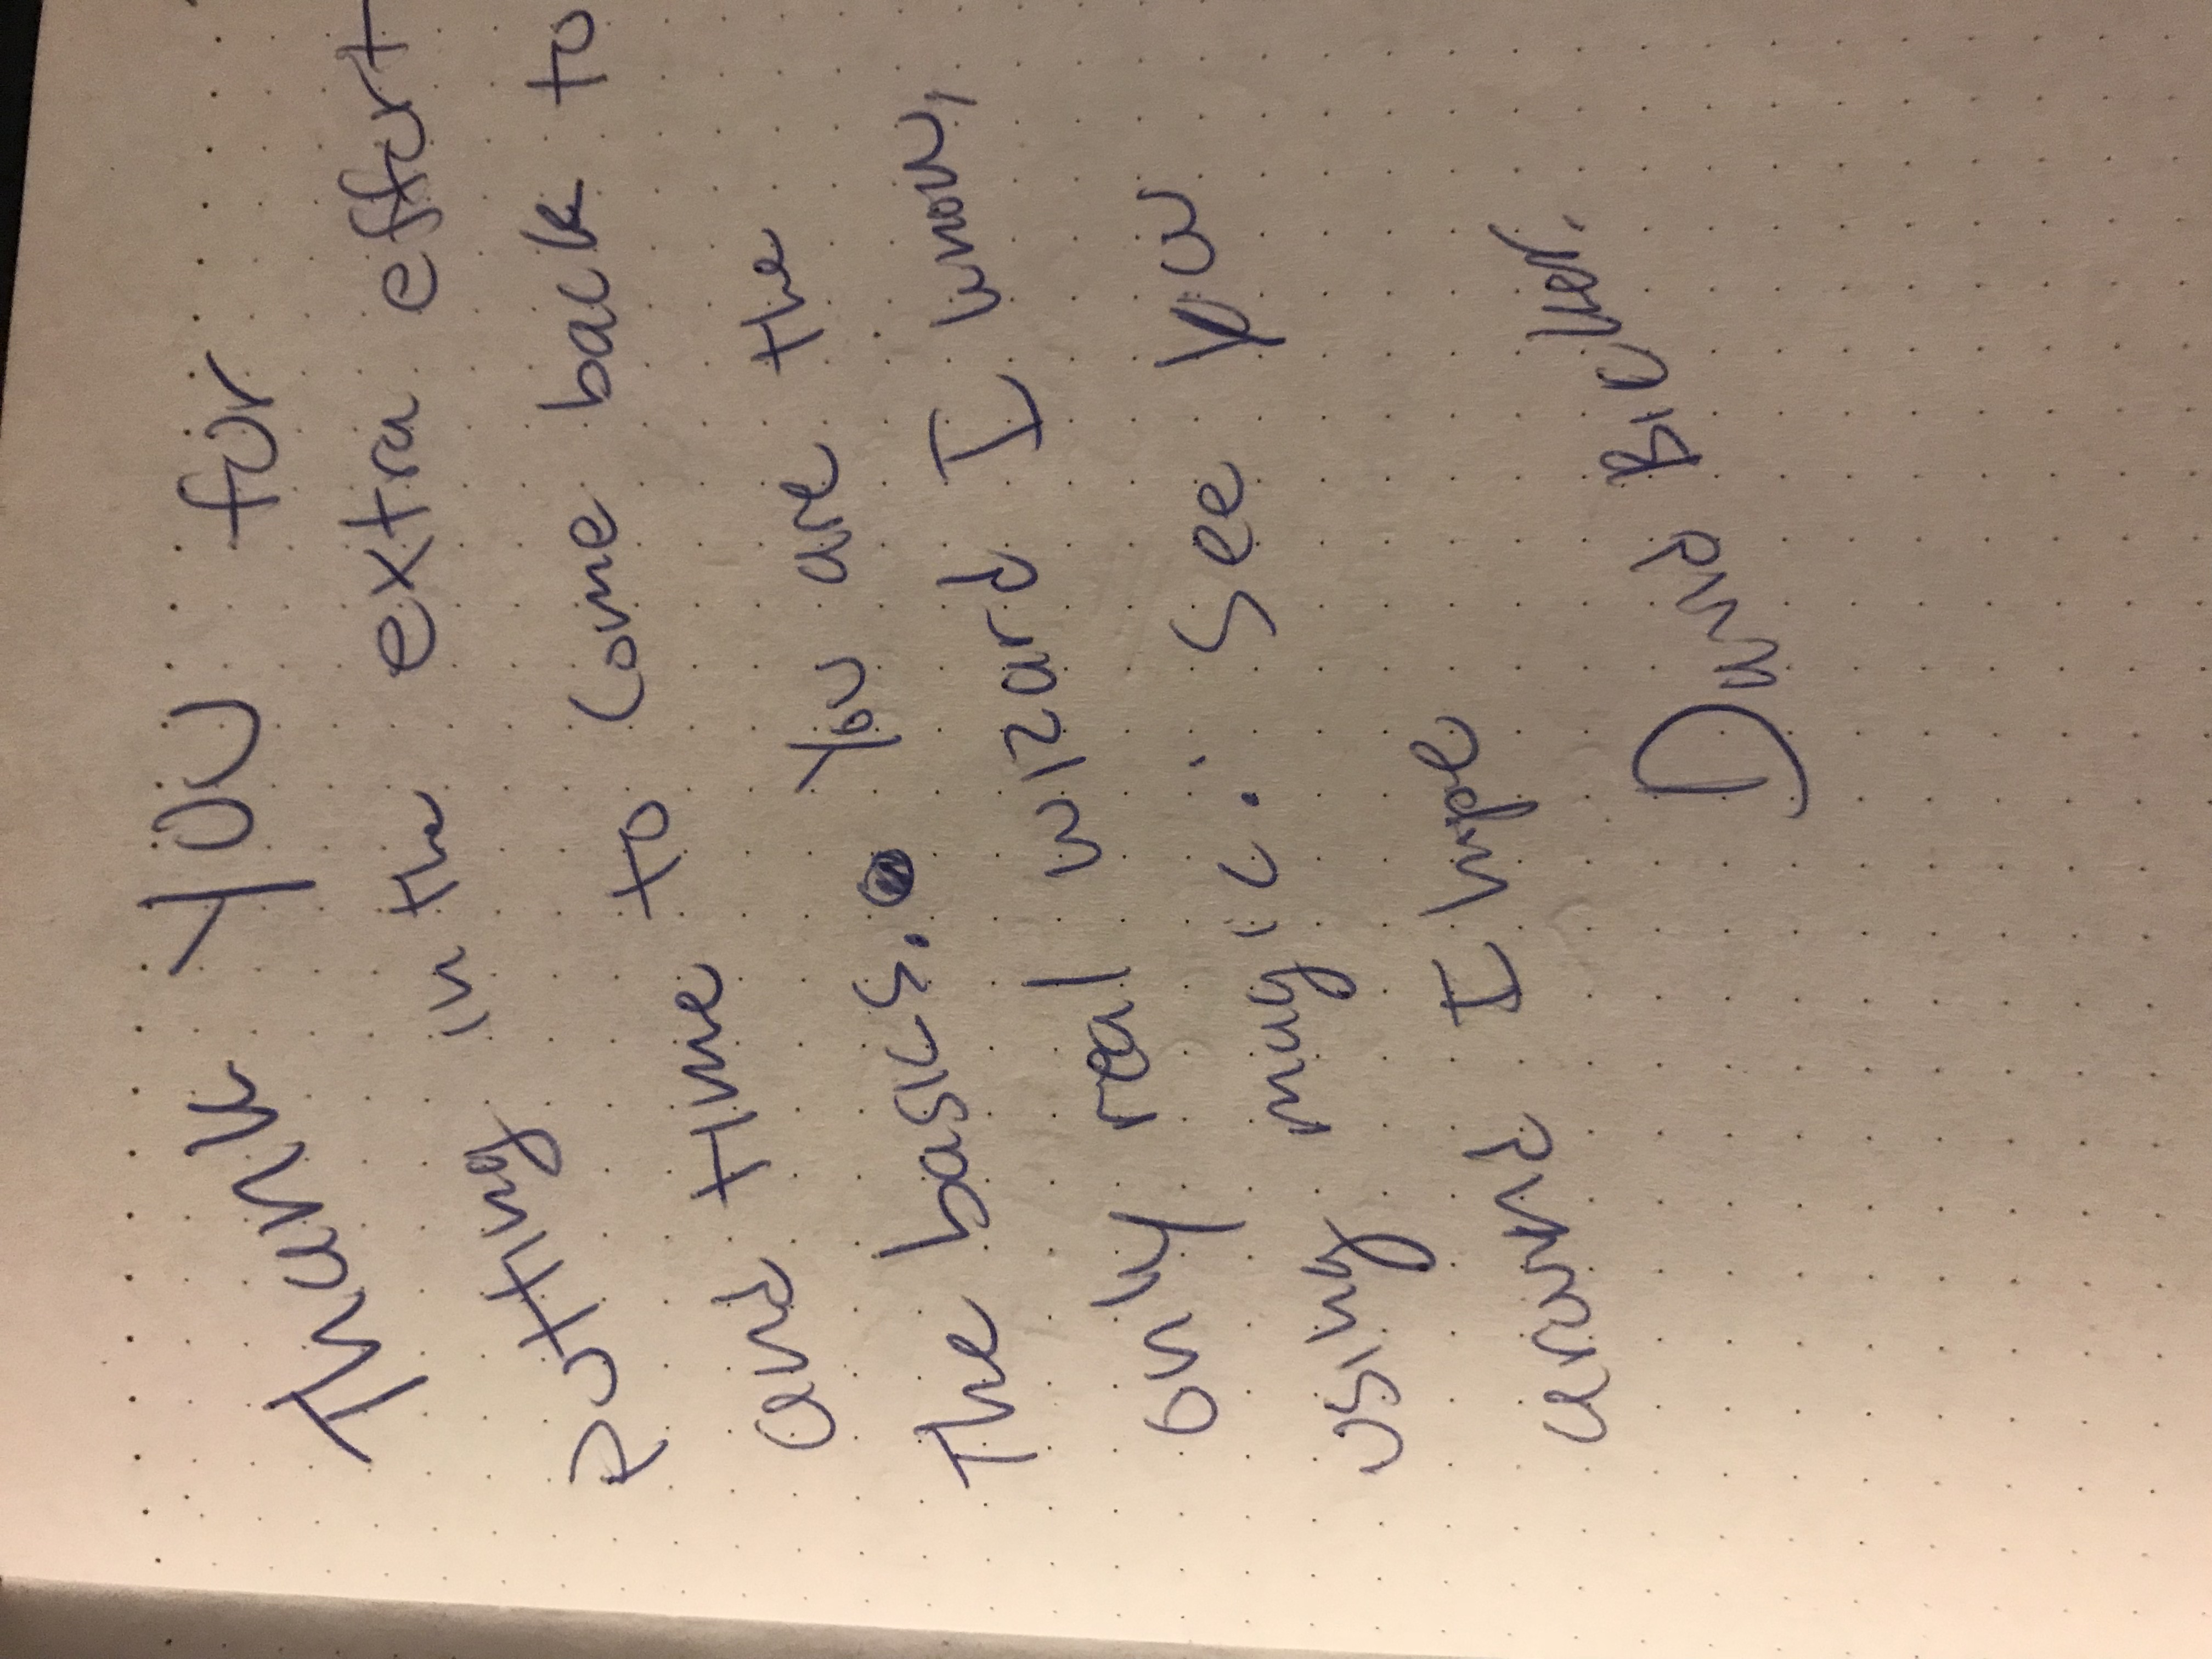 Thank you for
putting in the extra effort
and time to come back to
the basics. You are the
only real wizard I know,
using magic. See you
around I hope
David Bicker.